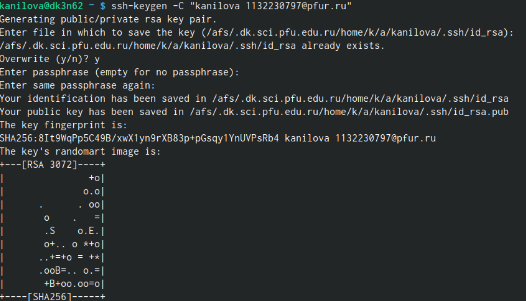 kanilova@dk3n62 ~ $ ssh-keygen -C "kanilova 1132230797@pfur.ru"
Generating public/private rsa key pair.
Enter file in which to save the key (/afs/.dk.sci.pfu.edu.ru/home/k/a/kanilova/.ssh/id_rsa):
/afs/.dk.sci.pfu.edu.ru/home/k/a/kanilova/.ssh/id_rsa already exists.
Overwrite (y/n)? y
Enter passphrase (empty for no passphrase):
Enter same passphrase again:
Your identification has been saved in /afs/.dk.sci.pfu.edu.ru/home/k/a/kanilova/.ssh/id_rsa
Your public key has been saved in /afs/.dk.sci.pfu.edu.ru/home/k/a/kanilova/.ssh/id_rsa.pub
The key fingerprint is:
SHA256:8It9WqPp5C49B/xwX1yn9rXB83p+pGsqy1YnUVPsRb4 kanilova 1132230797@pfur.ru
The key's randomart image is:
+---[RSA 3072]----+
|               +o|
|              o.o|
|      .      . oo|
|       o    .   =|
|       .S    o.E.|
|       o+.. o *+o|
|      ..+=+o = +*|
|      .ooB=.. o.=|
|       +B+oo.oo=o|
+----[SHA256]-----+